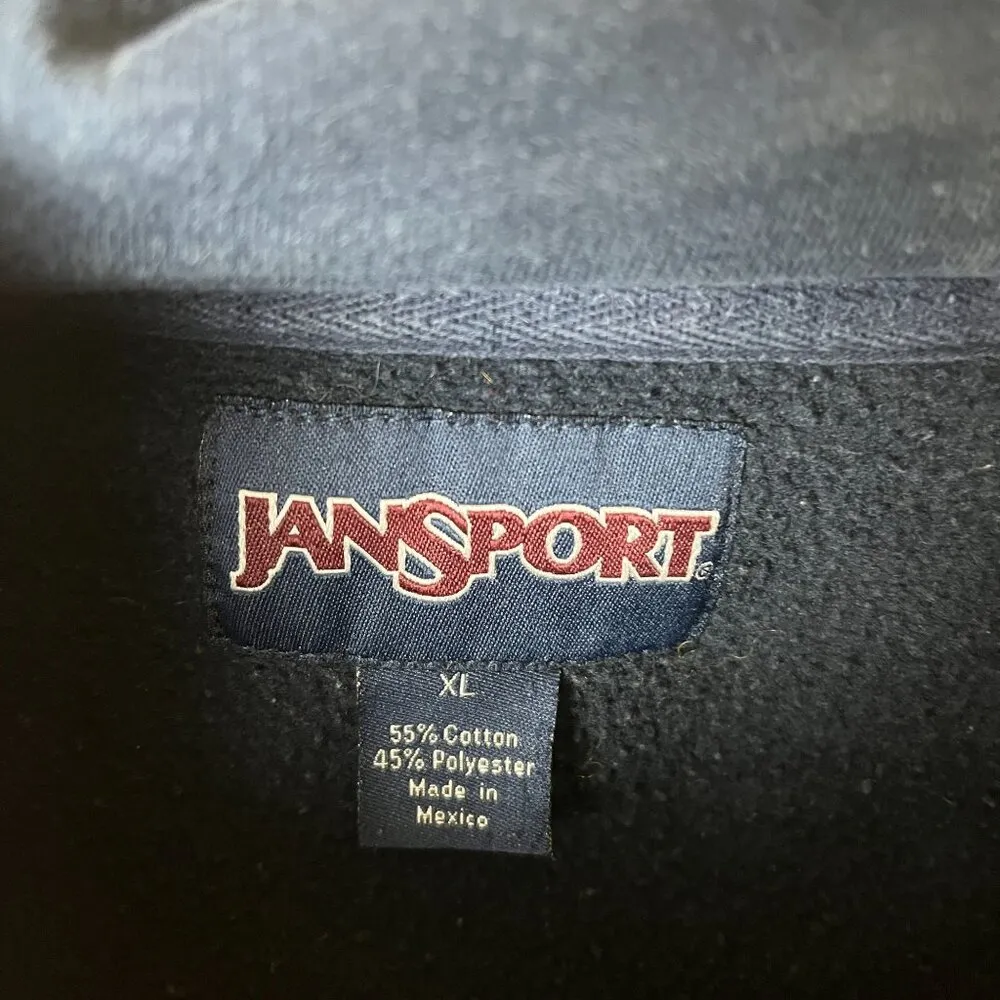 JANSPORT®
XL
55% Cotton
45% Polyester
Made in
Mexico